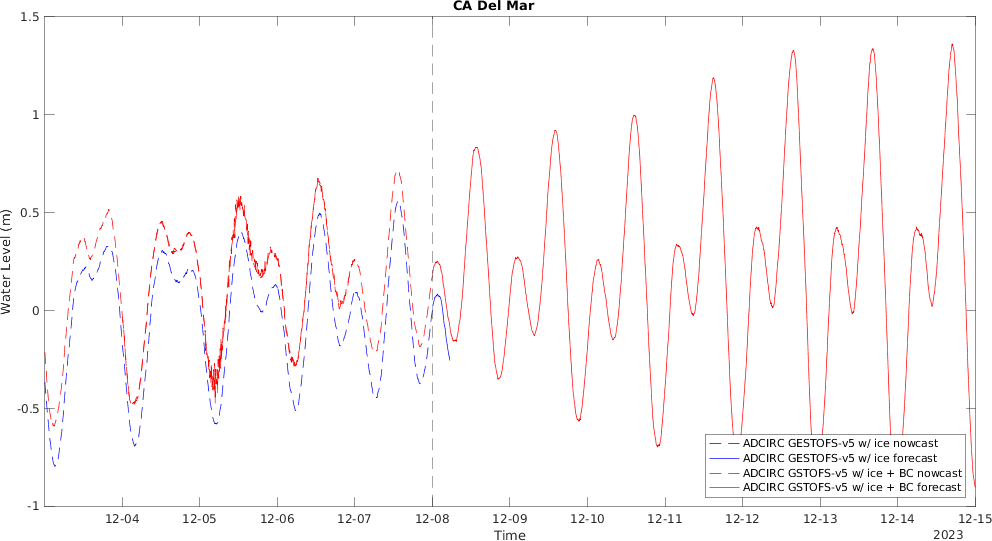 CA Del Mar
1.5
1
0.5
0
-0.5
-1
Water Level (m)
12-04 12-05 12-06 12-07 12-08 12-09 12-10 12-11 12-12 12-13 12-14 12-15
Time
2023
ADCIRC GESTOFS-v5 w/ ice nowcast
ADCIRC GESTOFS-v5 w/ ice forecast
ADCIRC GSTOFS-v5 w/ ice + BC nowcast
ADCIRC GSTOFS-v5 w/ ice + BC forecast